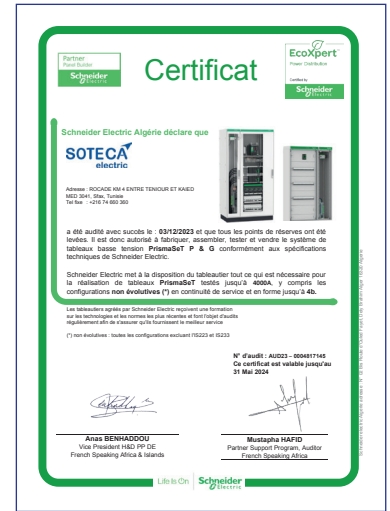 Partner
Panel Builder
Schneider
Electric
Certificat
EcoXpert
Power Distribution
Certified by
Schneider
Electric
Schneider Electric Algérie déclare que
SOTECA
electric
Adresse : ROCADE KM 4 ENTRE TENIOUR ET KAIED
MED 3041, Sfax, Tunisie
Tel fixe : +216 74 660 360
a été audité avec succès le : 03/12/2023 et que tous les points de réserves ont été
levées. Il est donc autorisé à fabriquer, assembler, tester et vendre le système de
tableaux basse tension PrismaSeT P & G conformément aux spécifications
techniques de Schneider Electric.
Schneider Electric met à la disposition du tableautier tout ce qui est nécessaire pour
la réalisation de tableaux PrismaSeT testés jusqu'à 4000A, y compris les
configurations non évolutives (*) en continuité de service et en forme jusqu'à 4b.
Les tableautiers agréés par Schneider Electric reçoivent une formation
sur les technologies et les normes les plus récentes et font l'objet d'audits
régulièrement afin de s'assurer qu'ils fournissent le meilleur service
(*) non évolutives : toutes les configurations excluant l'IS223 et IS233
N° d'audit : AUD23 – 0004817145
Ce certificat est valable jusqu'au
31 Mai 2024
Anas BENHADDOU
Vice President H&D PP DE
French Speaking Africa & Islands
Mustapha HAFID
Partner Support Program, Auditor
French Speaking Africa
Life Is On
Schneider
Electric